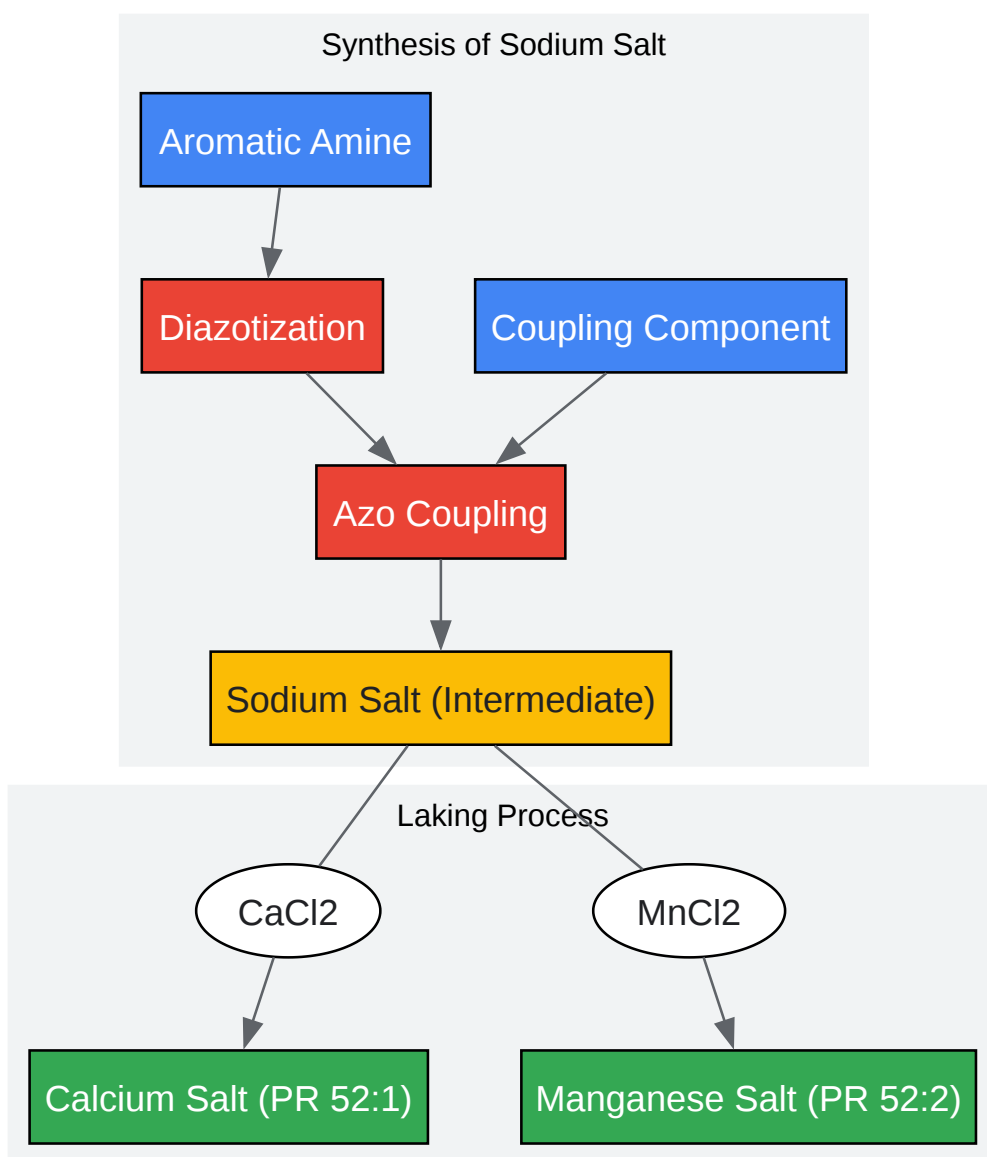 Synthesis of Sodium Salt
Aromatic Amine
Diazotization
Coupling Component
Azo Coupling
Sodium Salt (Intermediate)
Laking Process
CaCl2
MnCl2
Calcium Salt (PR 52:1)
Manganese Salt (PR 52:2)